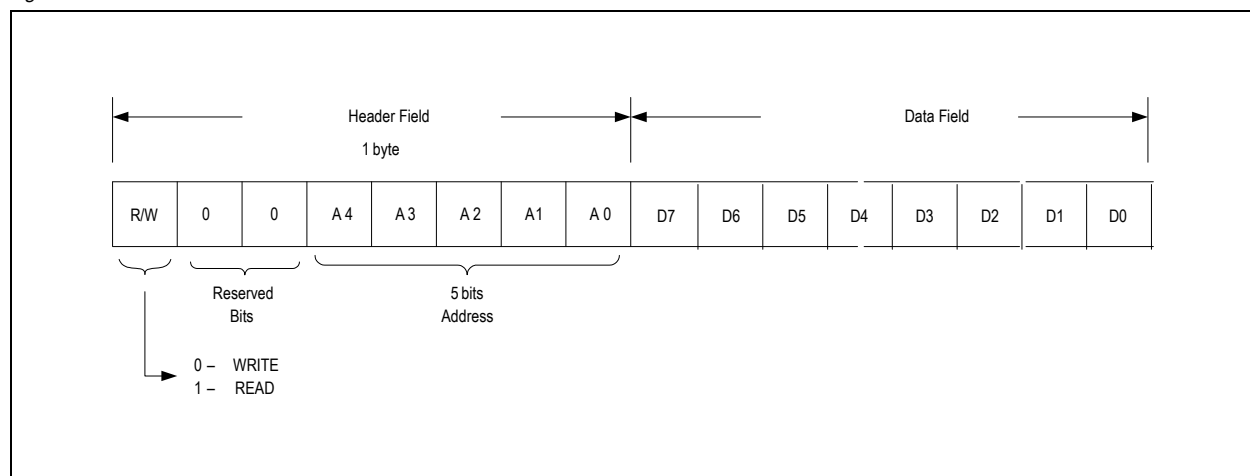 Header Field Data Field
1 byte
R/W 0 0 A 4 A 3 A 2 A1 A 0 D7 D6 D5 D4 D3 D2 D1 D0
Reserved 5 bits
Bits Address
0 – WRITE
1 – READ